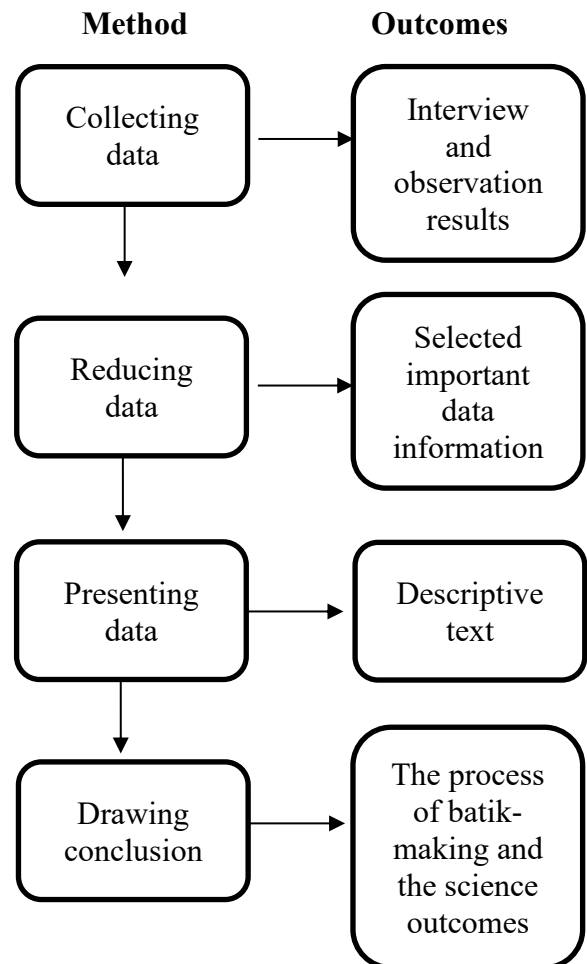 Method
Outcomes
Collecting
data
Interview
and
observation
results
Reducing
data
Selected
important
data
information
Presenting
data
Descriptive
text
Drawing
conclusion
The process
of batik-
making and
the science
outcomes